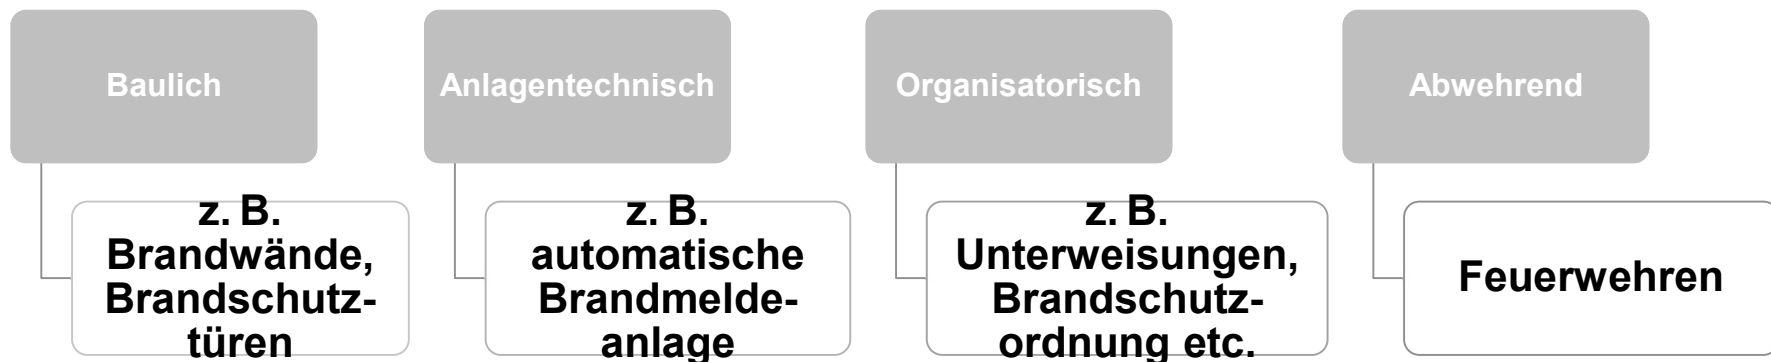 Baulich
z. B.
Brandwände,
Brandschutz-
türen
Anlagentechnisch
z. B.
automatische
Brandmelde-
anlage
Organisatorisch
z. B.
Unterweisungen,
Brandschutz-
ordnung etc.
Abwehrend
Feuerwehren